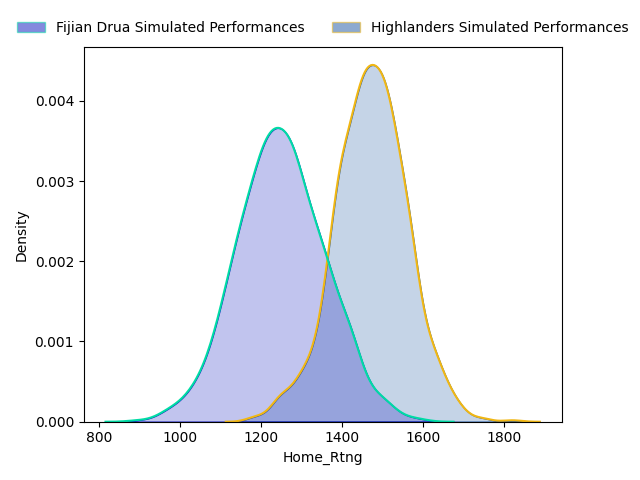 Fijian Drua Simulated Performances Highlanders Simulated Performances
Density
0.004
0.003
0.002
0.001
0.000
800 1000 1200 1400 1600 1800
Home_Rtng